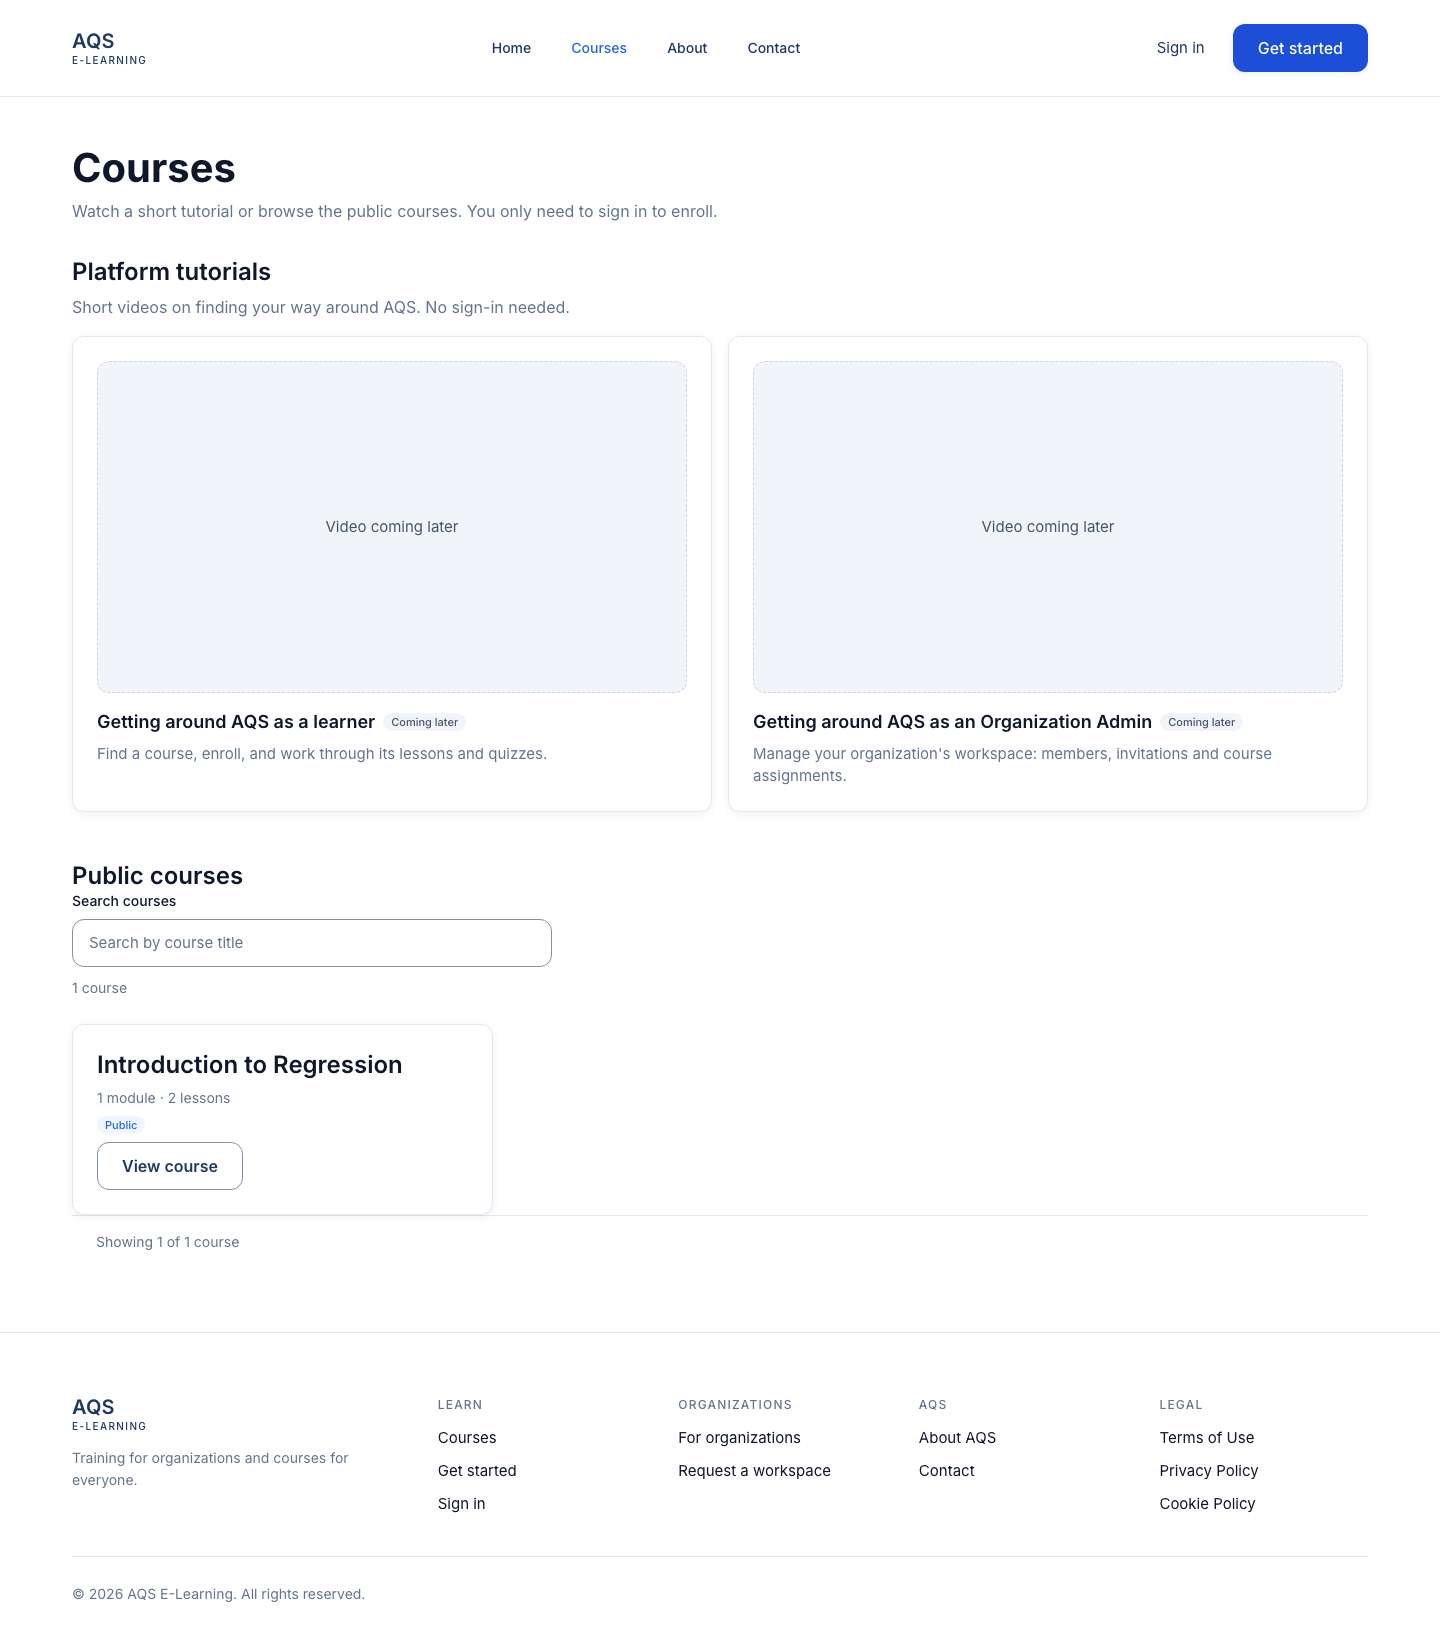 AQS
E-LEARNING
Home
Courses
About
Contact
Sign in
Get started
Courses
Watch a short tutorial or browse the public courses. You only need to sign in to enroll.
Platform tutorials
Short videos on finding your way around AQS. No sign-in needed.
Video coming later
Video coming later
Getting around AQS as a learner
Coming later
Find a course, enroll, and work through its lessons and quizzes.
Getting around AQS as an Organization Admin
Coming later
Manage your organization's workspace: members, invitations and course
assignments.
Public courses
Search courses
Search by course title
1 course
Introduction to Regression
1 module · 2 lessons
Public
View course
Showing 1 of 1 course
AQS
E-LEARNING
Training for organizations and courses for
everyone.
LEARN
Courses
Get started
Sign in
ORGANIZATIONS
For organizations
Request a workspace
AQS
About AQS
Contact
LEGAL
Terms of Use
Privacy Policy
Cookie Policy
© 2026 AQS E-Learning. All rights reserved.